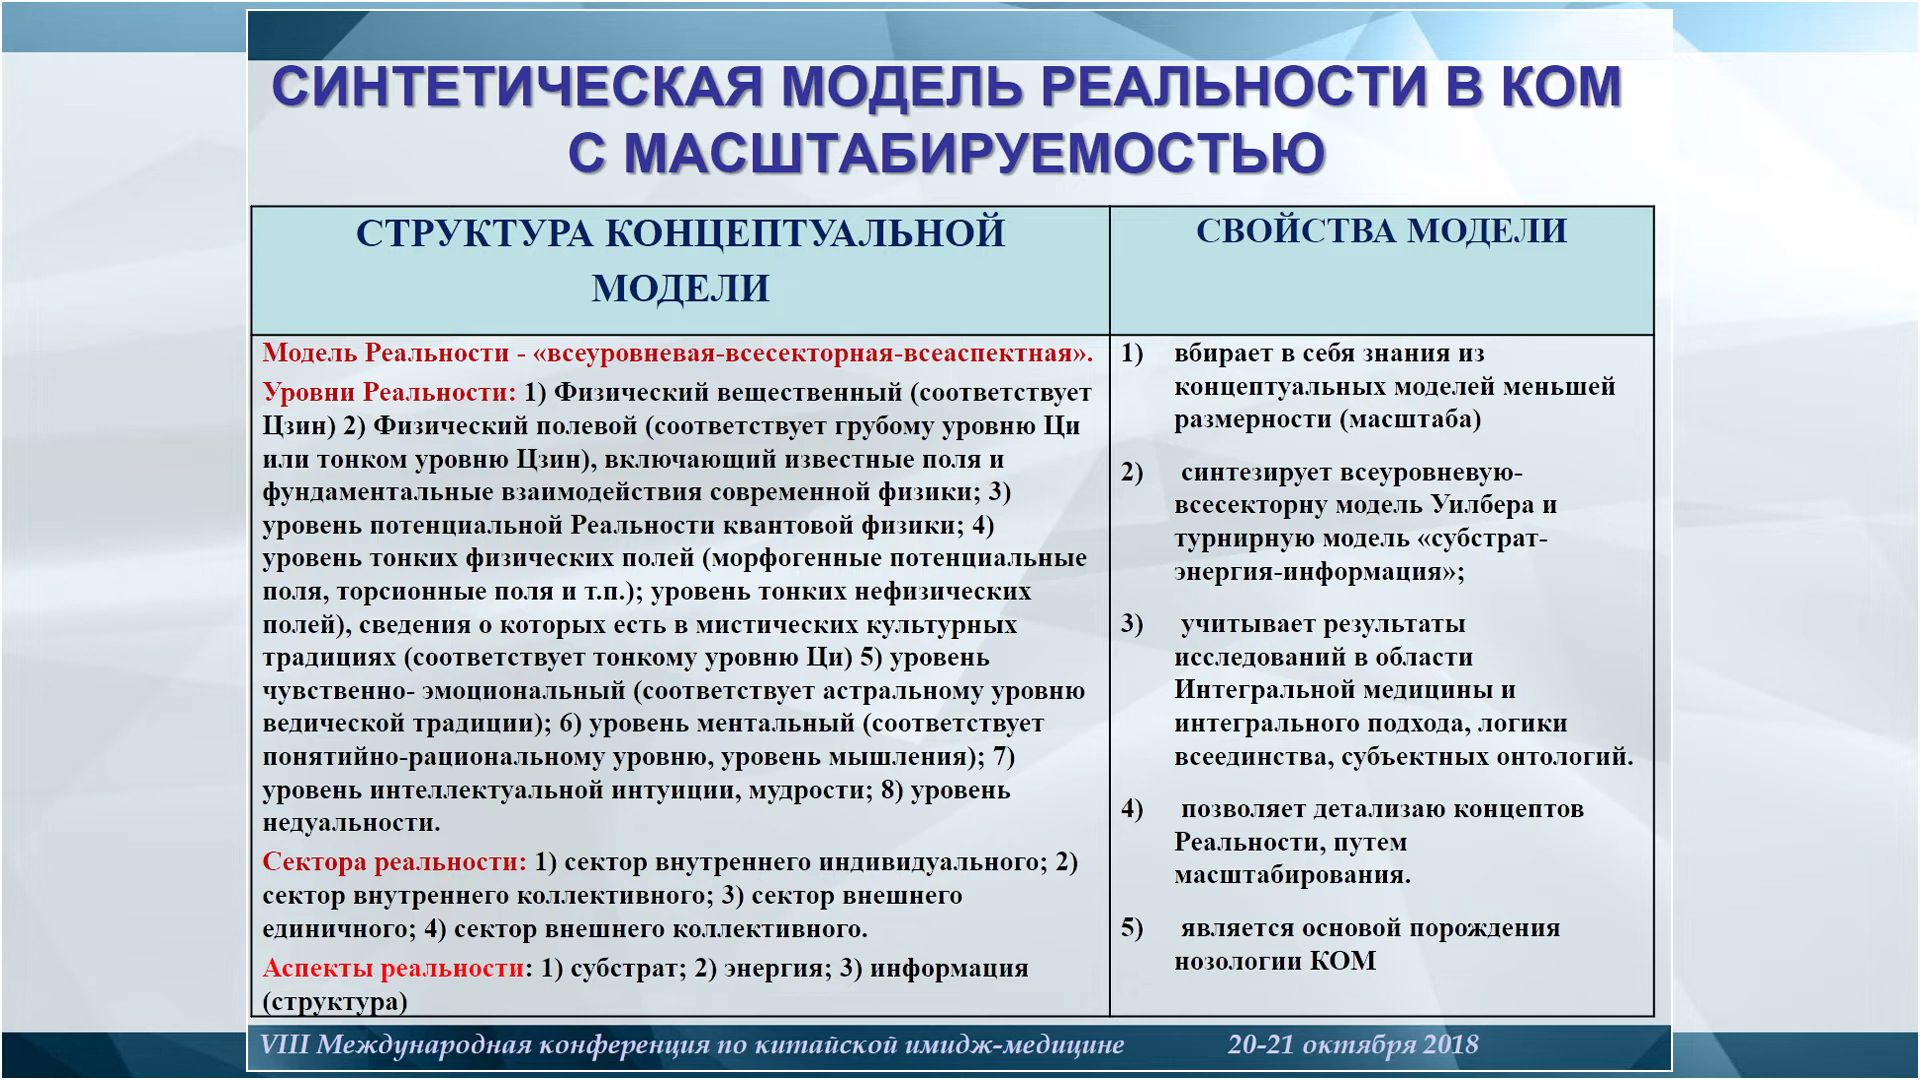 СИНТЕТИЧЕСКАЯ МОДЕЛЬ РЕАЛЬНОСТИ В КОМ
С МАСШТАБИРУЕМОСТЬЮ
СТРУКТУРА КОНЦЕПТУАЛЬНОЙ
МОДЕЛИ
Модель Реальности - «всеуровневая-всесекторная-всеаспектная».
Уровни Реальности: 1) Физический вещественный (соответствует
Цзин) 2) Физический полевой (соответствует грубому уровню Ци
или тонком уровню Цзин), включающий известные поля и
фундаментальные взаимодействия современной физики; 3)
уровень потенциальной Реальности квантовой физики; 4)
уровень тонких физических полей (морфогенные потенциальные
поля, торсионные поля и т.п.); уровень тонких нефизических
полей), сведения о которых есть в мистических культурных
традициях (соответствует тонкому уровню Ци) 5) уровень
чувственно- эмоциональный (соответствует астральному уровню
ведической традиции); 6) уровень ментальный (соответствует
понятийно-рациональному уровню, уровень мышления); 7)
уровень интеллектуальной интуиции, мудрости; 8) уровень
недуальности.
Сектора реальности: 1) сектор внутреннего индивидуального; 2)
сектор внутреннего коллективного; 3) сектор внешнего
единичного; 4) сектор внешнего коллективного.
Аспекты реальности: 1) субстрат; 2) энергия; 3) информация
(структура)
СВОЙСТВА МОДЕЛИ
1) вбирает в себя знания из
концептуальных моделей меньшей
размерности (масштаба)
2) синтезирует всеуровневую-
всесекторну модель Уилбера и
турнирную модель «субстрат-
энергия-информация»;
3) учитывает результаты
исследований в области
Интегральной медицины и
интегрального подхода, логики
всеединства, субъектных онтологий.
4) позволяет детализаю концептов
Реальности, путем
масштабирования.
5) является основой порождения
нозологии КОМ
VIII Международная конференция по китайской имидж-медицине 20-21 октября 2018